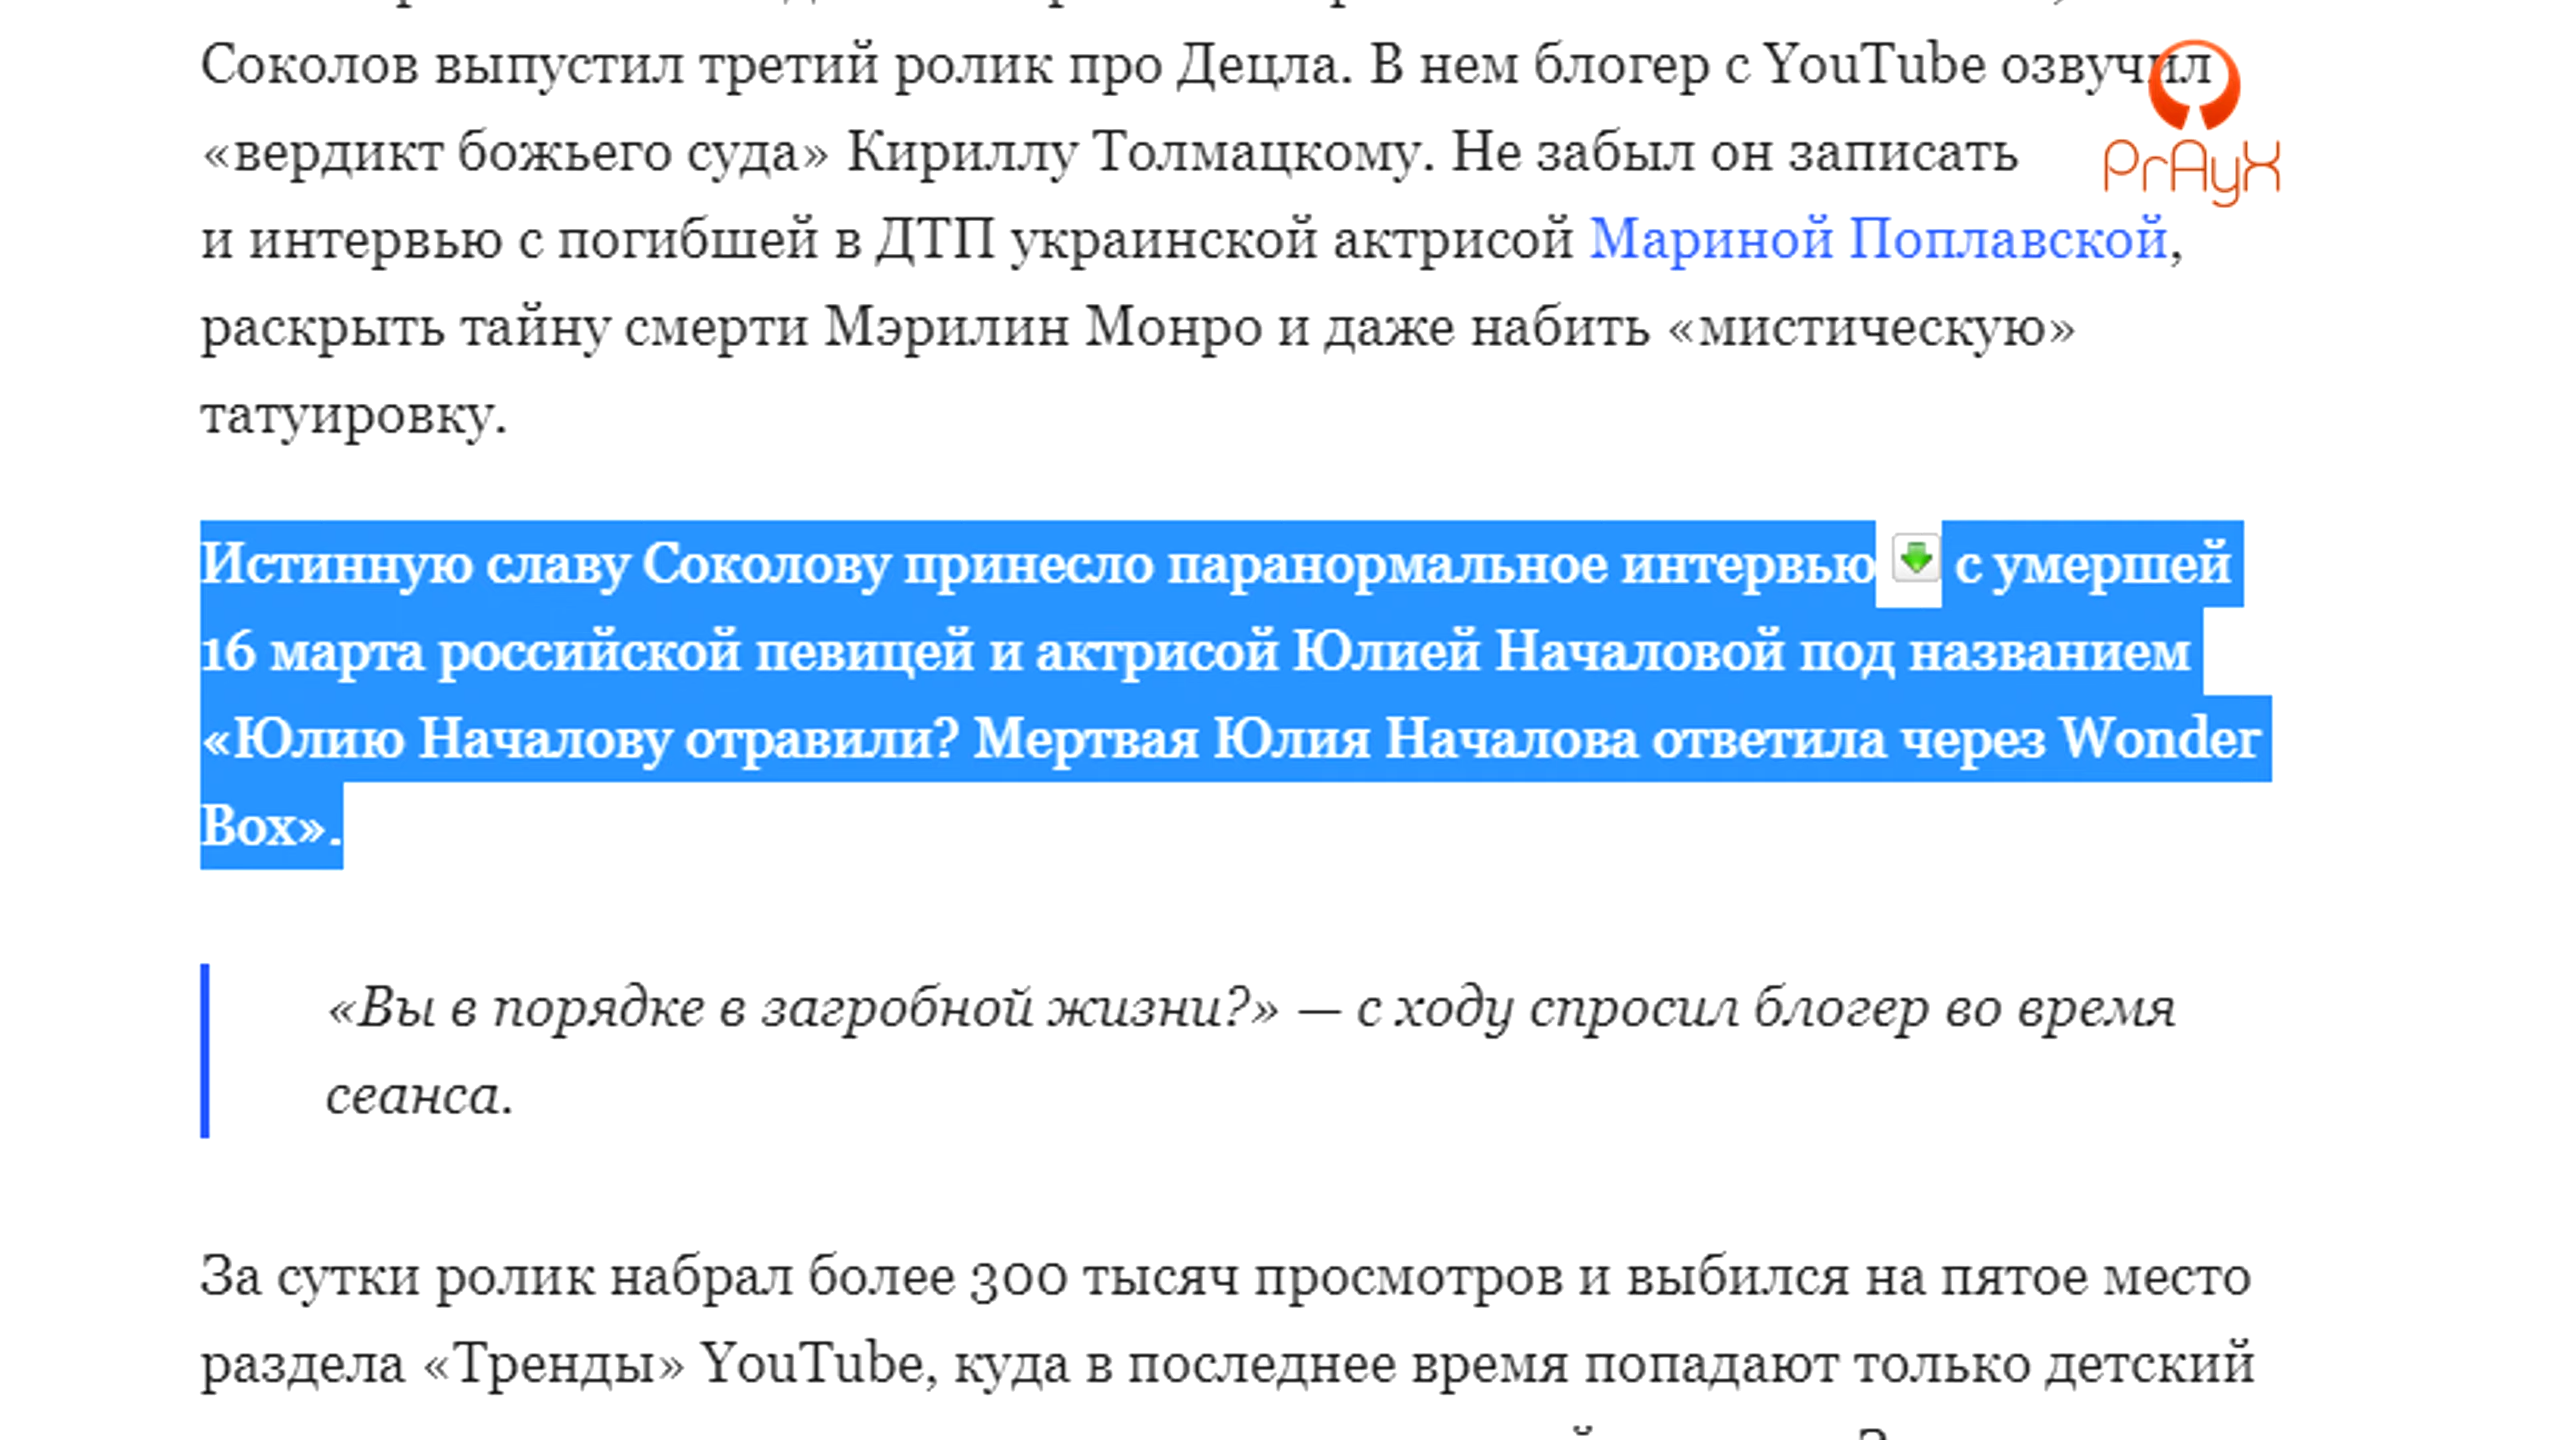 Соколов выпустил третий ролик про Децла. В нем блогер с YouTube озвучил
«вердикт божьего суда» Кириллу Толмацкому. Не забыл он записать
PrAyX
и интервью с погибшей в ДТП украинской актрисой Мариной Поплавской,
раскрыть тайну смерти Мэрилин Монро и даже набить «мистическую»
татуировку.
Истинную славу Соколову принесло паранормальное интервью с умершей
16 марта российской певицей и актрисой Юлией Началовой под названием
«Юлию Началову отравили? Мертвая Юлия Началова ответила через Wonder
Box».
«Вы в порядке в загробной жизни?» — с ходу спросил блогер во время
сеанса.
За сутки ролик набрал более 300 тысяч просмотров и выбился на пятое место
раздела «Тренды» YouTube, куда в последнее время попадают только детский